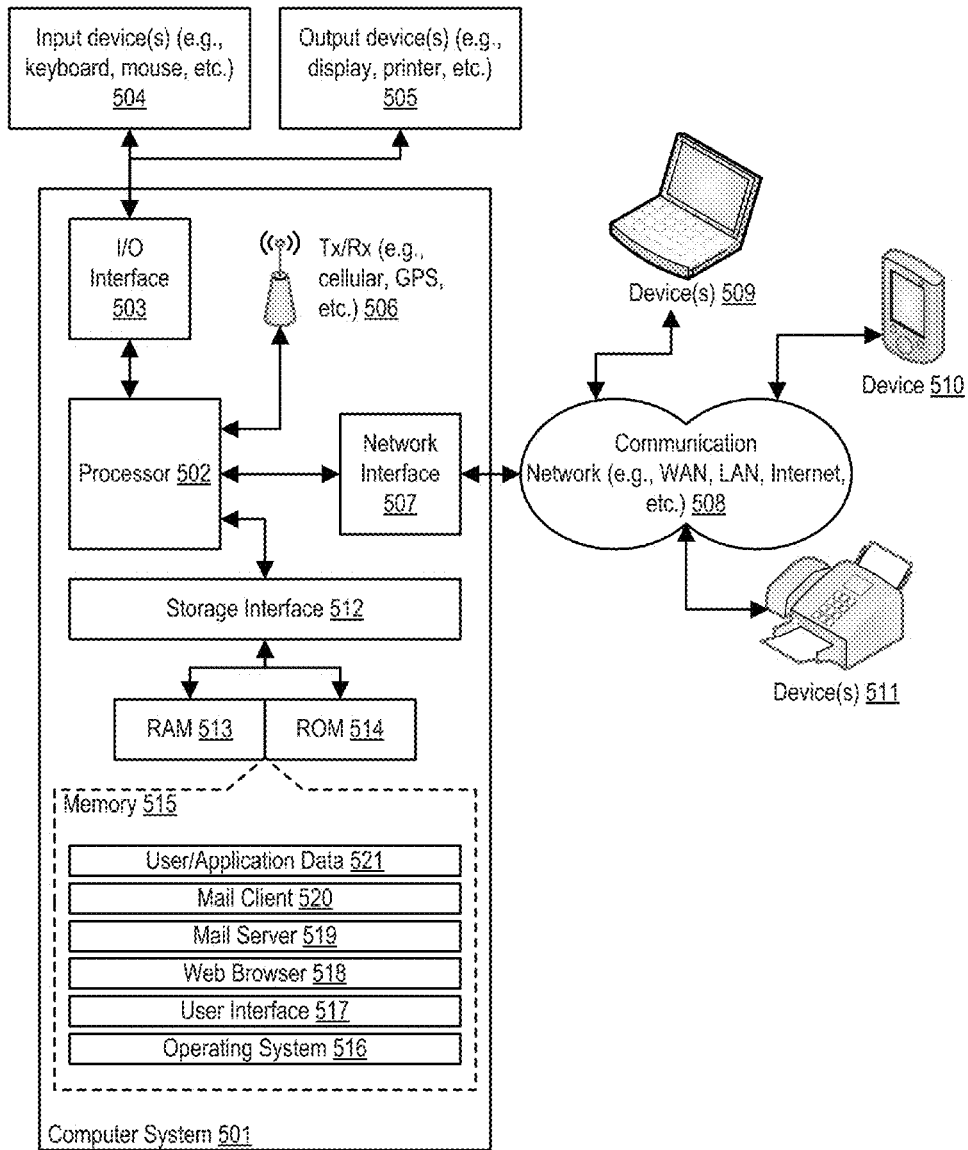 Input device(s) (e.g.,
keyboard, mouse, etc.)
504
Output device(s) (e.g.,
display, printer, etc.)
505
I/O
Interface
503
Tx/Rx (e.g.,
cellular, GPS,
etc.) 506
Processor 502
Network
Interface
507
Device(s) 509
Device 510
Communication
Network (e.g., WAN, LAN, Internet,
etc.) 508
Device(s) 511
Storage Interface 512
RAM 513
ROM 514
Memory 515
User/Application Data 521
Mail Client 520
Mail Server 519
Web Browser 518
User Interface 517
Operating System 516
Computer System 501